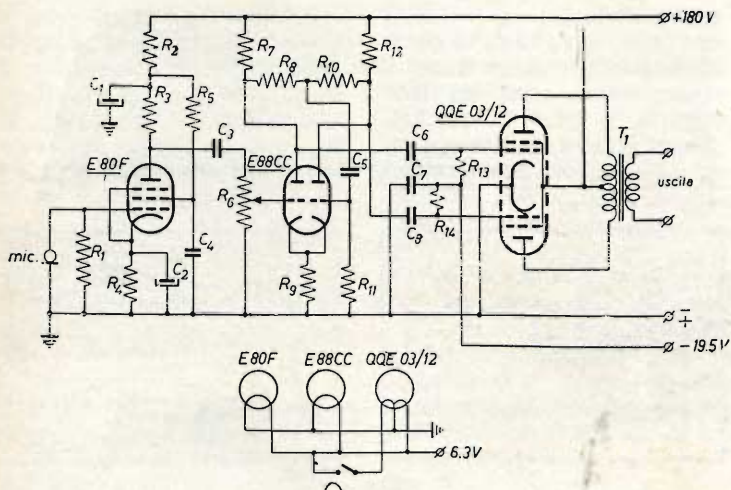 +180 V
R2
R7
R12
R8
R10
C1
R3
R5
QQE 03/12
C3
C6
T1
E80F
E88CC
C5
C7
R13
R6
uscita
mic.
R1
C4
C8
R14
R4
C2
R9
R11
− +
−19.5 V
E80F E88CC QQE 03/12
6.3V